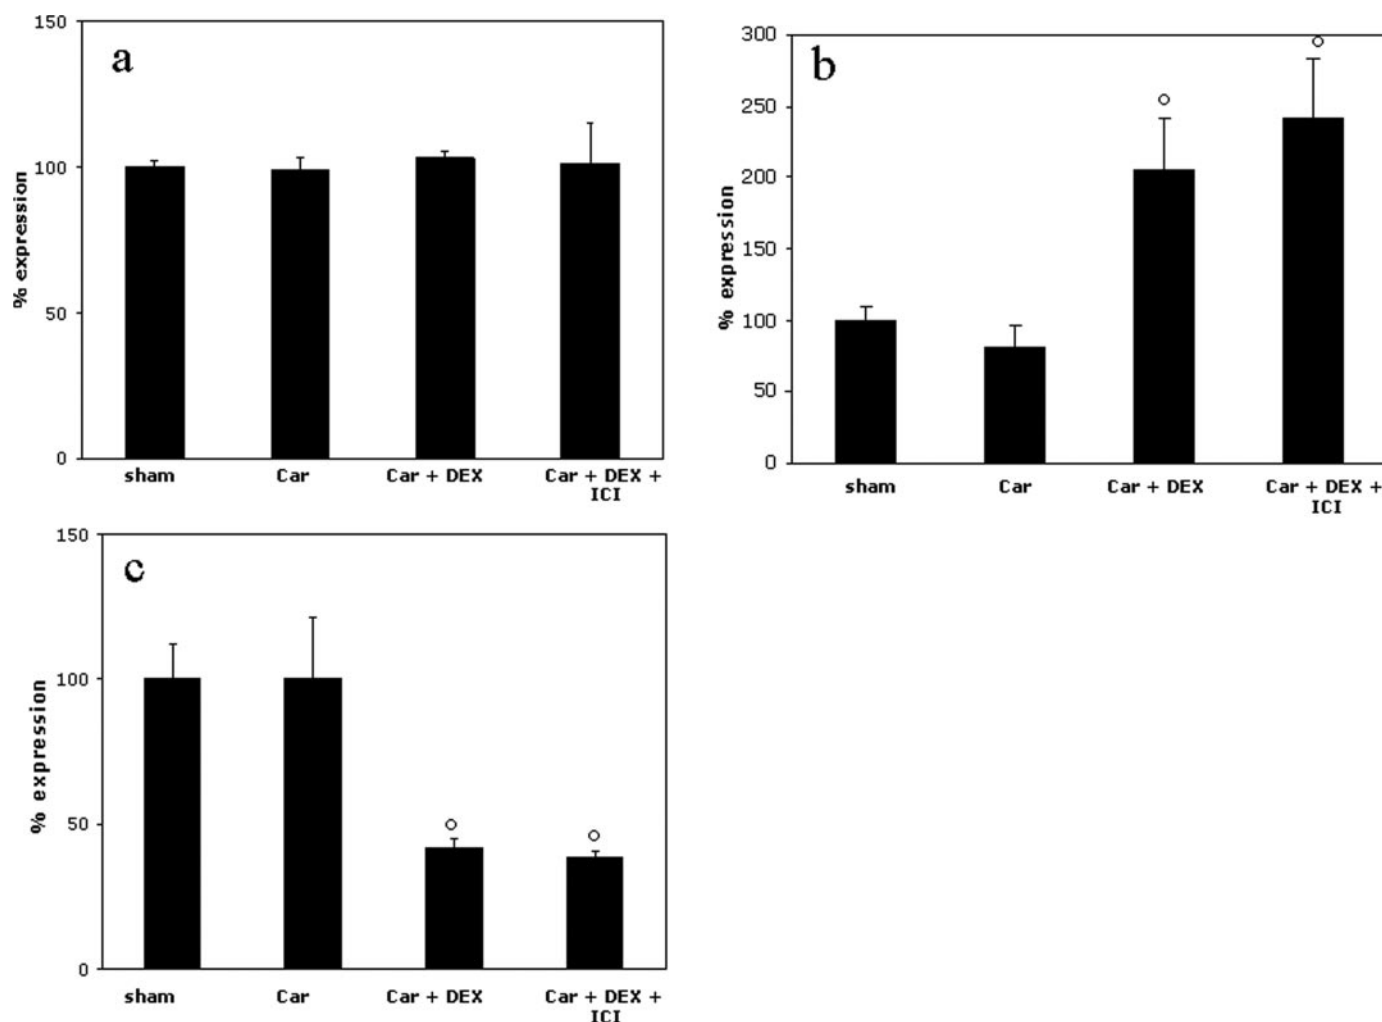 a
150
100
50
0
% expression
sham Car Car + DEX Car + DEX +
ICI
b
300
250
200
150
100
50
0
% expression
sham Car Car + DEX Car + DEX +
ICI
c
150
100
50
0
% expression
sham Car Car + DEX Car + DEX +
ICI